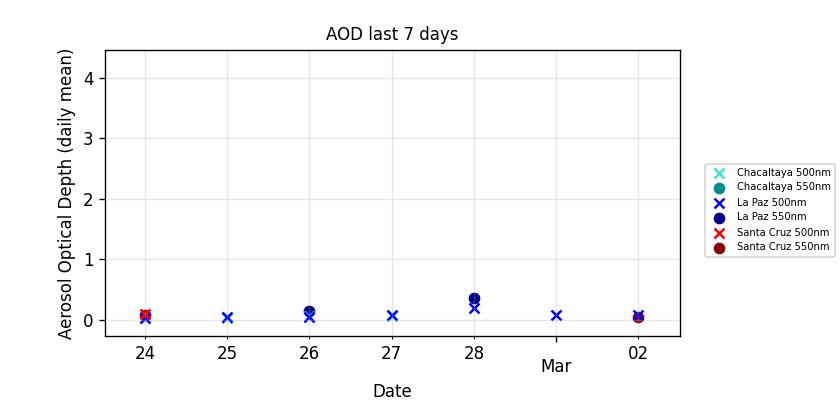 AOD last 7 days
Aerosol Optical Depth (daily mean)
4
3
2
1
0
24 25 26 27 28 Mar 02
Date
Chacaltaya 500nm
Chacaltaya 550nm
La Paz 500nm
La Paz 550nm
Santa Cruz 500nm
Santa Cruz 550nm